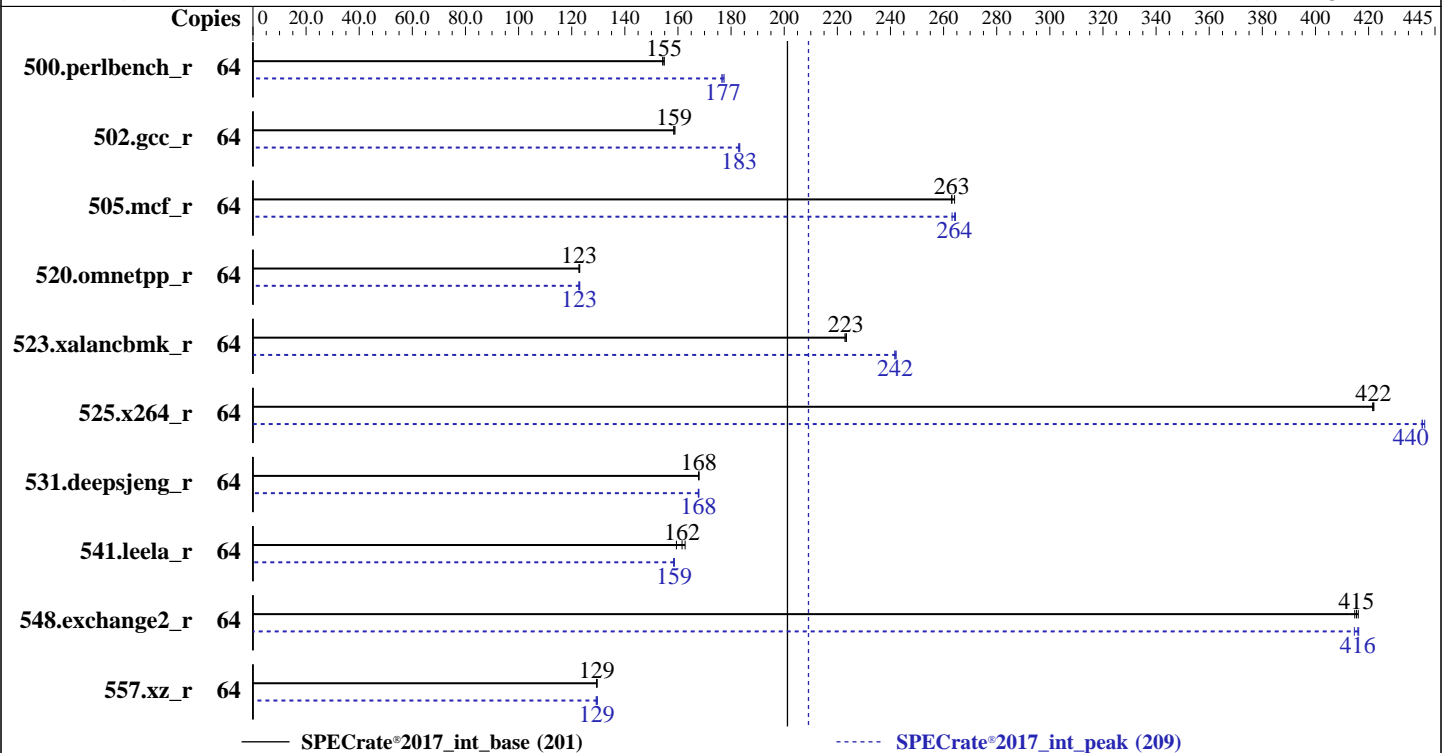 Copies 0 20.0 40.0 60.0 80.0 100 120 140 160 180 200 220 240 260 280 300 320 340 360 380 400 420 445
155
500.perlbench_r 64
177
159
502.gcc_r 64
183
263
505.mcf_r 64
264
123
520.omnetpp_r 64
123
223
523.xalancbmk_r 64
242
422
525.x264_r 64
440
168
531.deepsjeng_r 64
168
162
541.leela_r 64
159
415
548.exchange2_r 64
416
129
557.xz_r 64
129
SPECrate®2017_int_base (201) SPECrate®2017_int_peak (209)